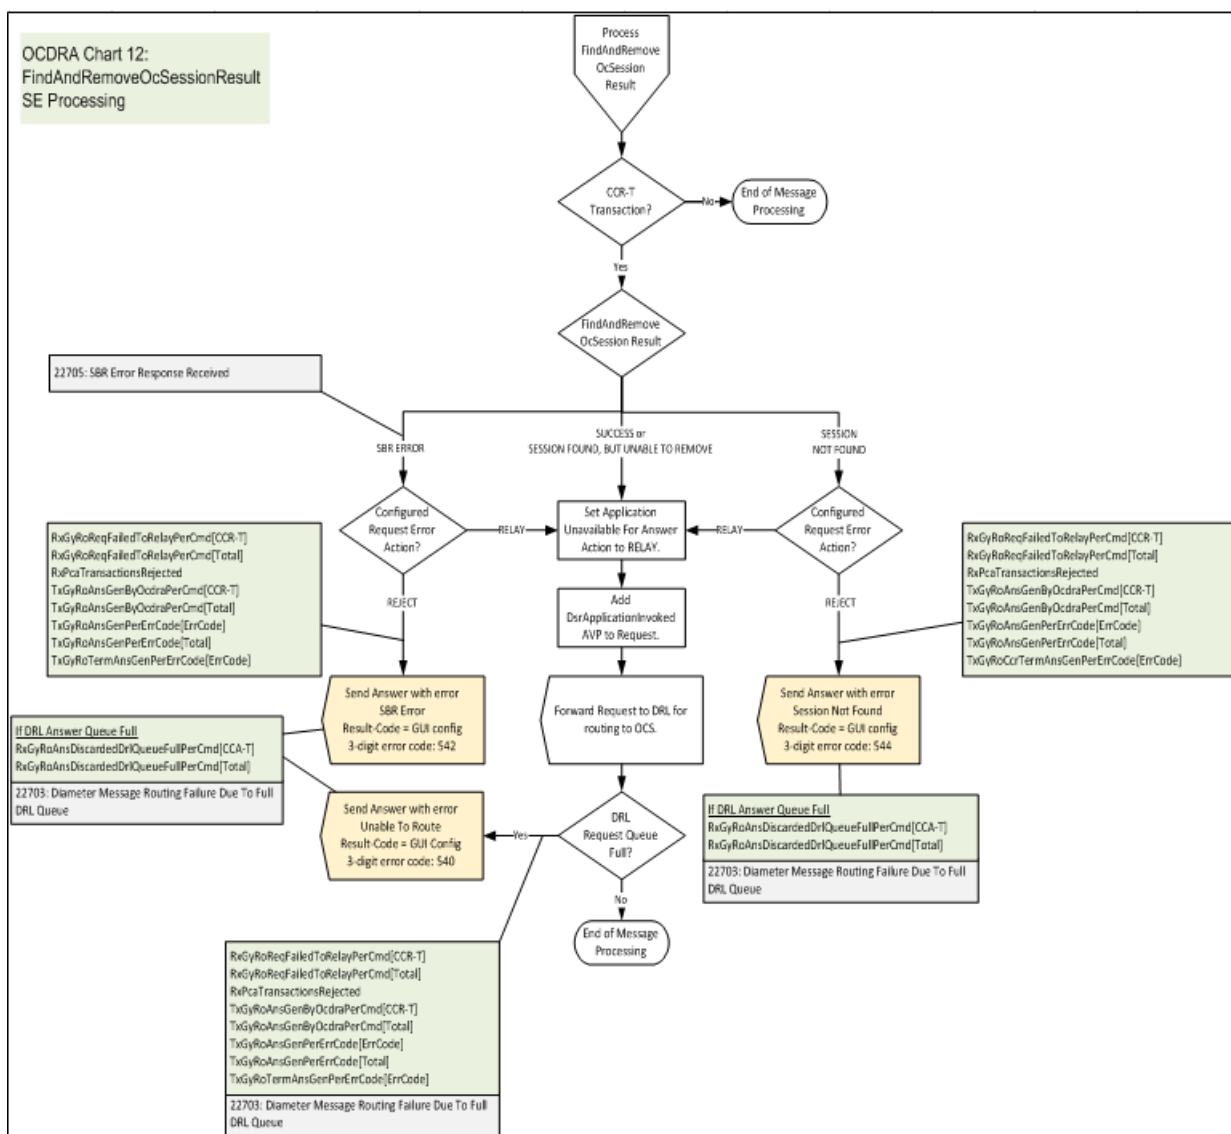 OCDRA Chart 12:
FindAndRemoveOcSessionResult
SE Processing
Process
FindAndRemove
OcSession
Result
CCR-T
Transaction?
No
End of Message
Processing
Yes
FindAndRemove
OcSession Result
22705: SBR Error Response Received
SBR ERROR
SUCCESS or
SESSION FOUND, BUT UNABLE TO REMOVE
SESSION
NOT FOUND
Configured
Request Error
Action?
RELAY
Set Application
Unavailable For Answer
Action to RELAY.
RELAY
Configured
Request Error
Action?
RxGyRoReqFailedToRelayPerCmd[CCR-T]
RxGyRoReqFailedToRelayPerCmd[Total]
RxPcaTransactionsRejected
TxGyRoAnsGenByOcdraPerCmd[CCR-T]
TxGyRoAnsGenByOcdraPerCmd[Total]
TxGyRoAnsGenPerErrCode[ErrCode]
TxGyRoAnsGenPerErrCode[Total]
TxGyRoTermAnsGenPerErrCode[ErrCode]
REJECT
Add
DsrApplicationInvoked
AVP to Request.
REJECT
RxGyRoReqFailedToRelayPerCmd[CCR-T]
RxGyRoReqFailedToRelayPerCmd[Total]
RxPcaTransactionsRejected
TxGyRoAnsGenByOcdraPerCmd[CCR-T]
TxGyRoAnsGenByOcdraPerCmd[Total]
TxGyRoAnsGenPerErrCode[ErrCode]
TxGyRoAnsGenPerErrCode[Total]
TxGyRoCcrTermAnsGenPerErrCode[ErrCode]
Send Answer with error
SBR Error
Result-Code = GUI config
3-digit error code: 542
Forward Request to DRL for
routing to OCS.
Send Answer with error
Session Not Found
Result-Code = GUI config
3-digit error code: 544
If DRL Answer Queue Full
RxGyRoAnsDiscardedDrlQueueFullPerCmd[CCA-T]
RxGyRoAnsDiscardedDrlQueueFullPerCmd[Total]
22703: Diameter Message Routing Failure Due To Full
DRL Queue
Send Answer with error
Unable To Route
Result-Code = GUI Config
3-digit error code: 540
Yes
DRL
Request Queue
Full?
If DRL Answer Queue Full
RxGyRoAnsDiscardedDrlQueueFullPerCmd[CCA-T]
RxGyRoAnsDiscardedDrlQueueFullPerCmd[Total]
22703: Diameter Message Routing Failure Due To Full
DRL Queue
No
End of Message
Processing
RxGyRoReqFailedToRelayPerCmd[CCR-T]
RxGyRoReqFailedToRelayPerCmd[Total]
RxPcaTransactionsRejected
TxGyRoAnsGenByOcdraPerCmd[CCR-T]
TxGyRoAnsGenByOcdraPerCmd[Total]
TxGyRoAnsGenPerErrCode[ErrCode]
TxGyRoAnsGenPerErrCode[Total]
TxGyRoTermAnsGenPerErrCode[ErrCode]
22703: Diameter Message Routing Failure Due To Full
DRL Queue